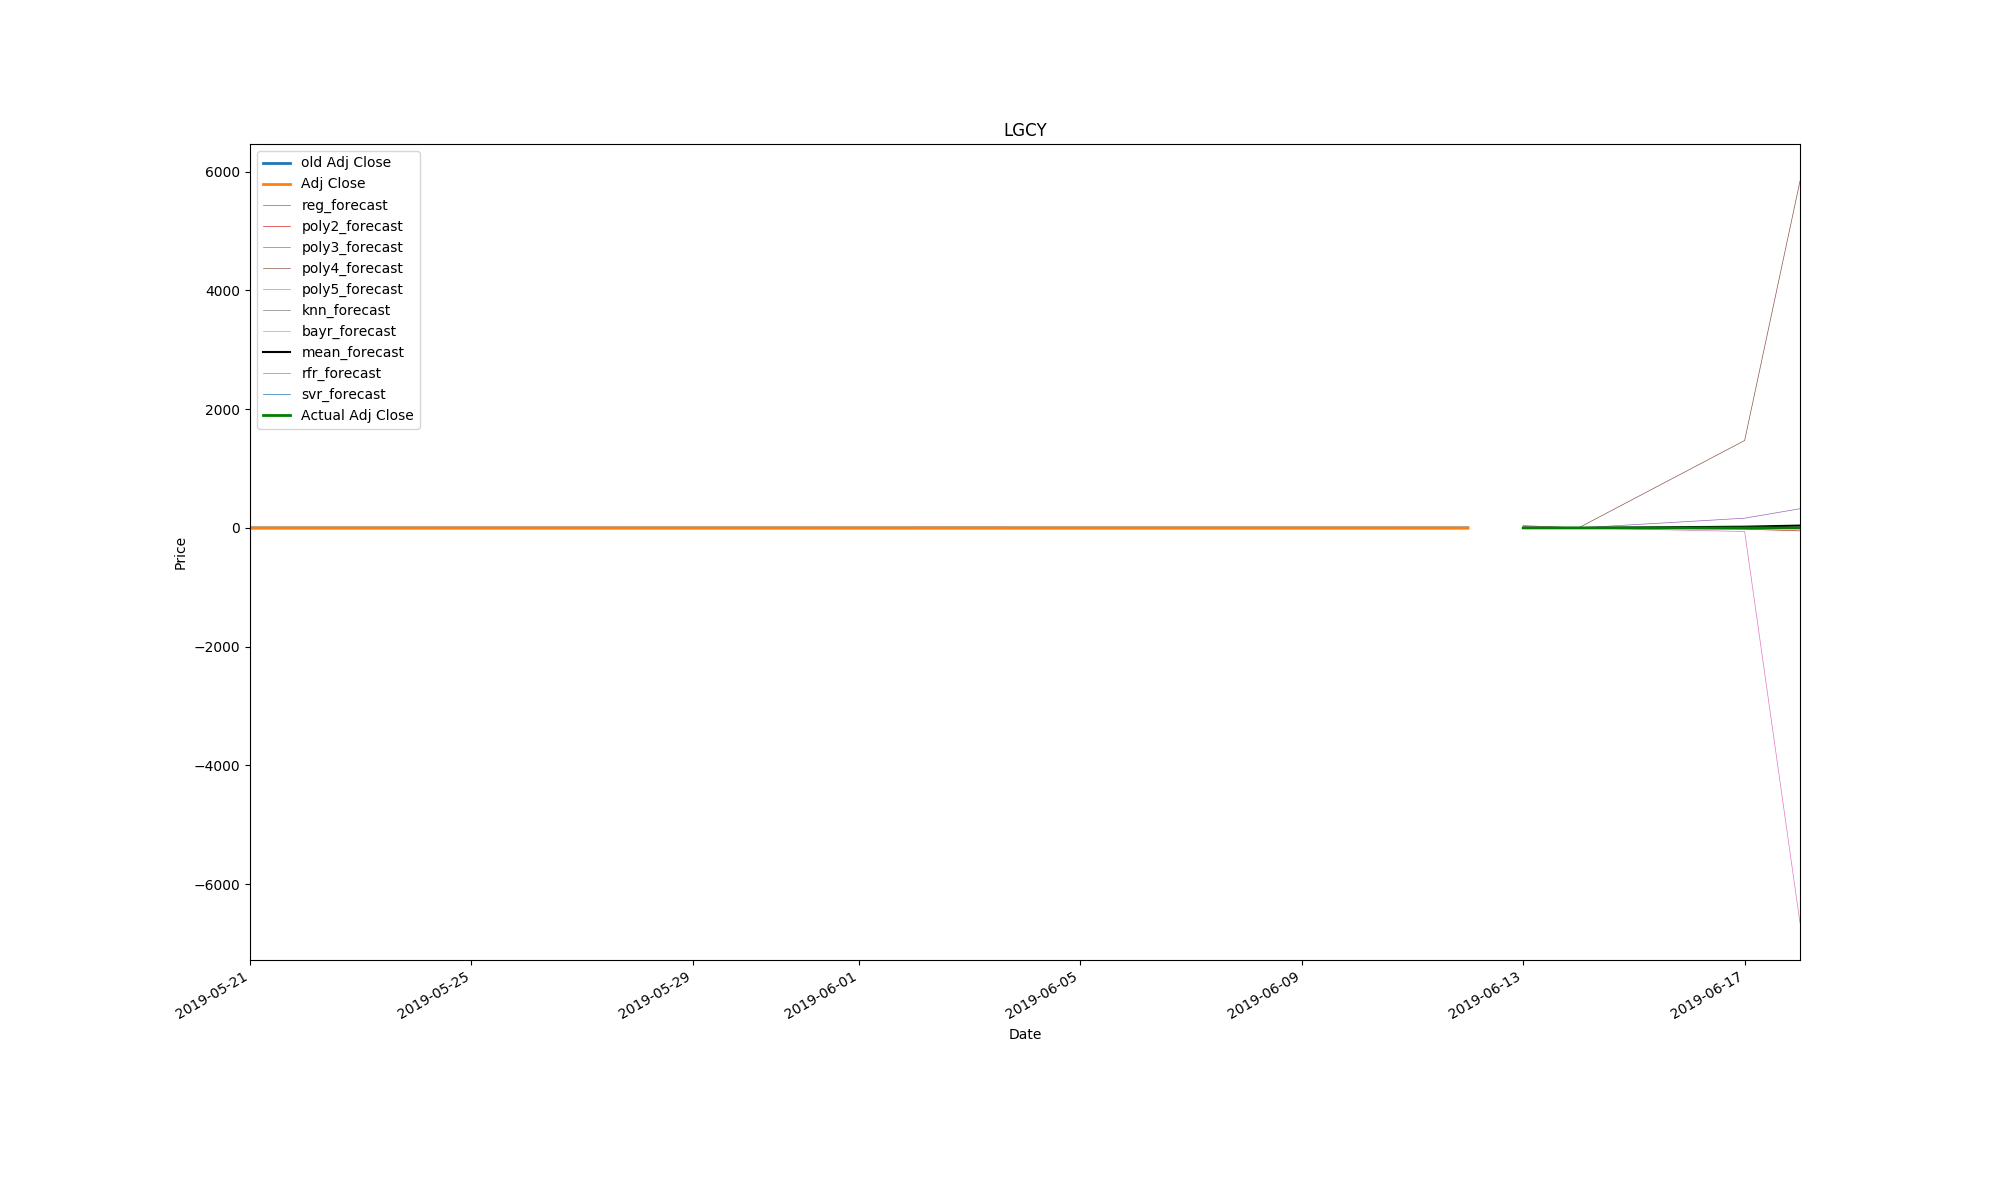 LGCY
old Adj Close
Adj Close
reg_forecast
poly2_forecast
poly3_forecast
poly4_forecast
poly5_forecast
knn_forecast
bayr_forecast
mean_forecast
rfr_forecast
svr_forecast
Actual Adj Close
6000
4000
2000
0
−2000
−4000
−6000
Price
2019-05-21
2019-05-25
2019-05-29
2019-06-01
2019-06-05
2019-06-09
2019-06-13
2019-06-17
Date